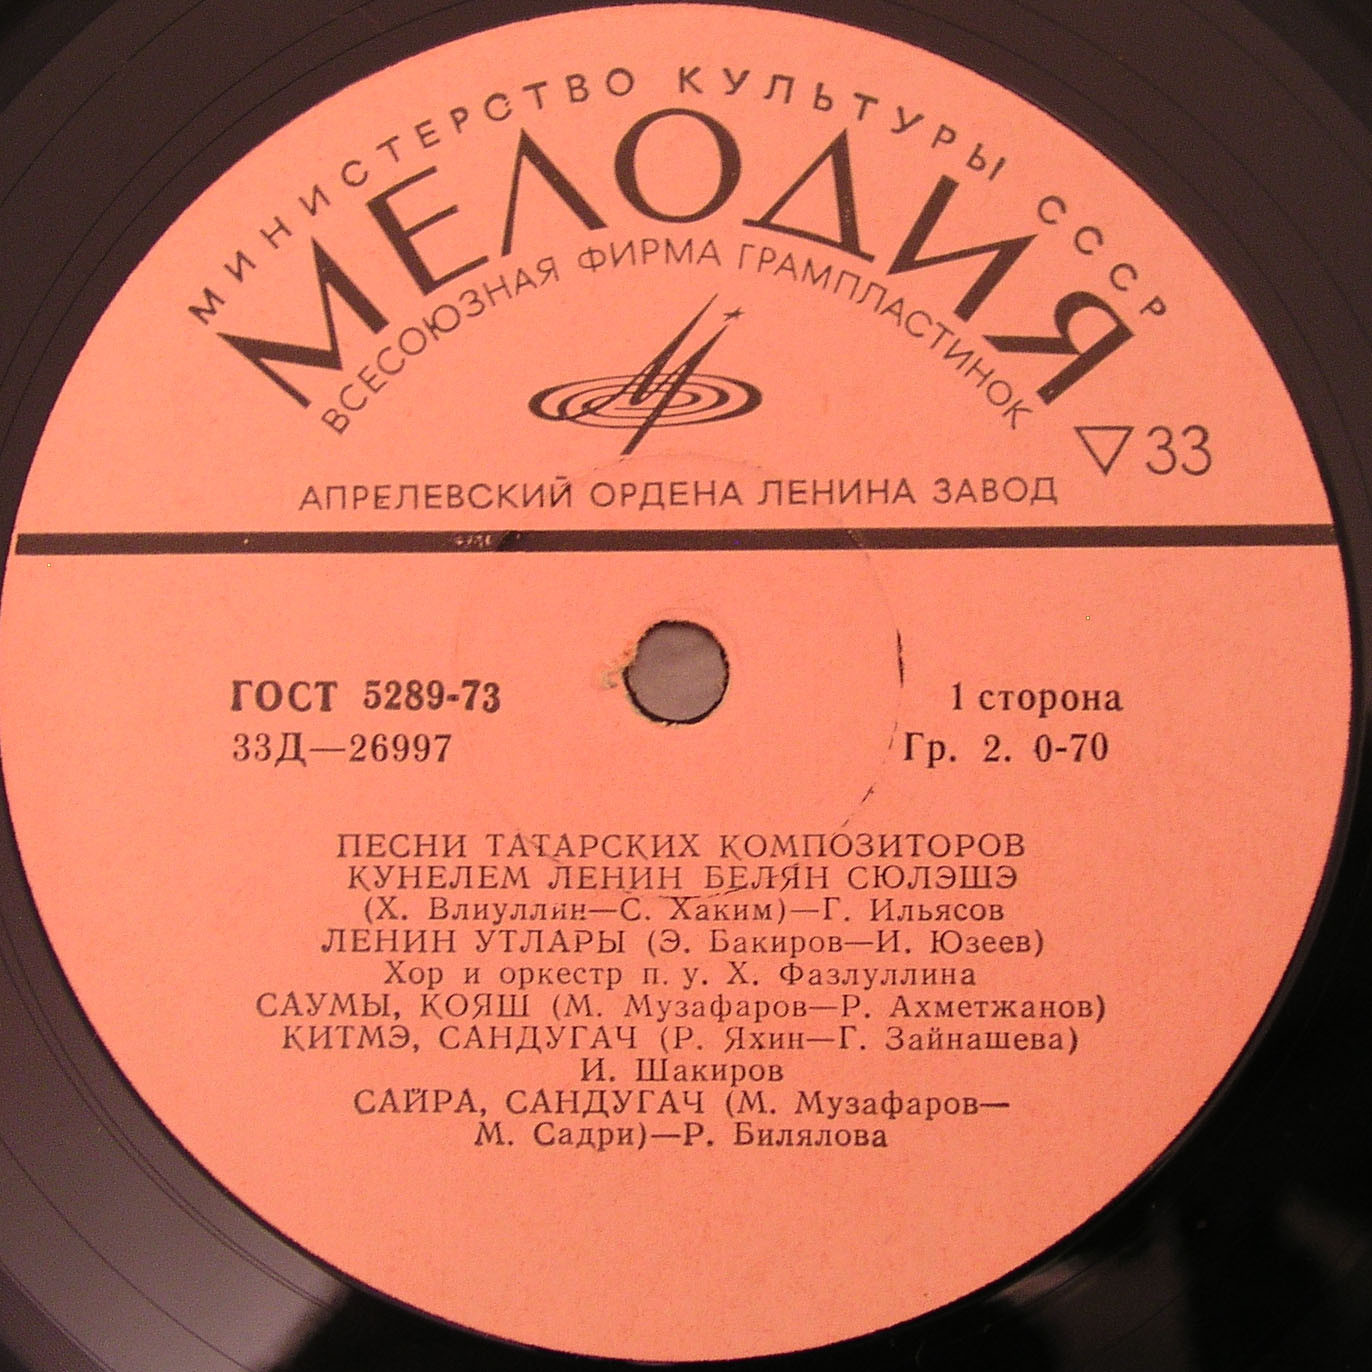 МИНИСТЕРСТВО КУЛЬТУРЫ СССР
МЕЛОДИЯ
ВСЕСОЮЗНАЯ ФИРМА ГРАМПЛАСТИНОК
33
АПРЕЛЕВСКИЙ ОРДЕНА ЛЕНИНА ЗАВОД
ГОСТ 5289-73
33Д—26997
1 сторона
Гр. 2. 0-70
ПЕСНИ ТАТАРСКИХ КОМПОЗИТОРОВ
КУНЕЛЕМ ЛЕНИН БЕЛЯН СЮЛЭШЭ
(Х. Влиуллин—С. Хаким)—Г. Ильясов
ЛЕНИН УТЛАРЫ (Э. Бакиров—И. Юзеев)
Хор и оркестр п. у. Х. Фазлуллина
САУМЫ, КОЯШ (М. Музафаров—Р. Ахметжанов)
КИТМЭ, САНДУГАЧ (Р. Яхин—Г. Зайнашева)
И. Шакиров
САЙРА, САНДУГАЧ (М. Музафаров—
М. Садри)—Р. Билялова